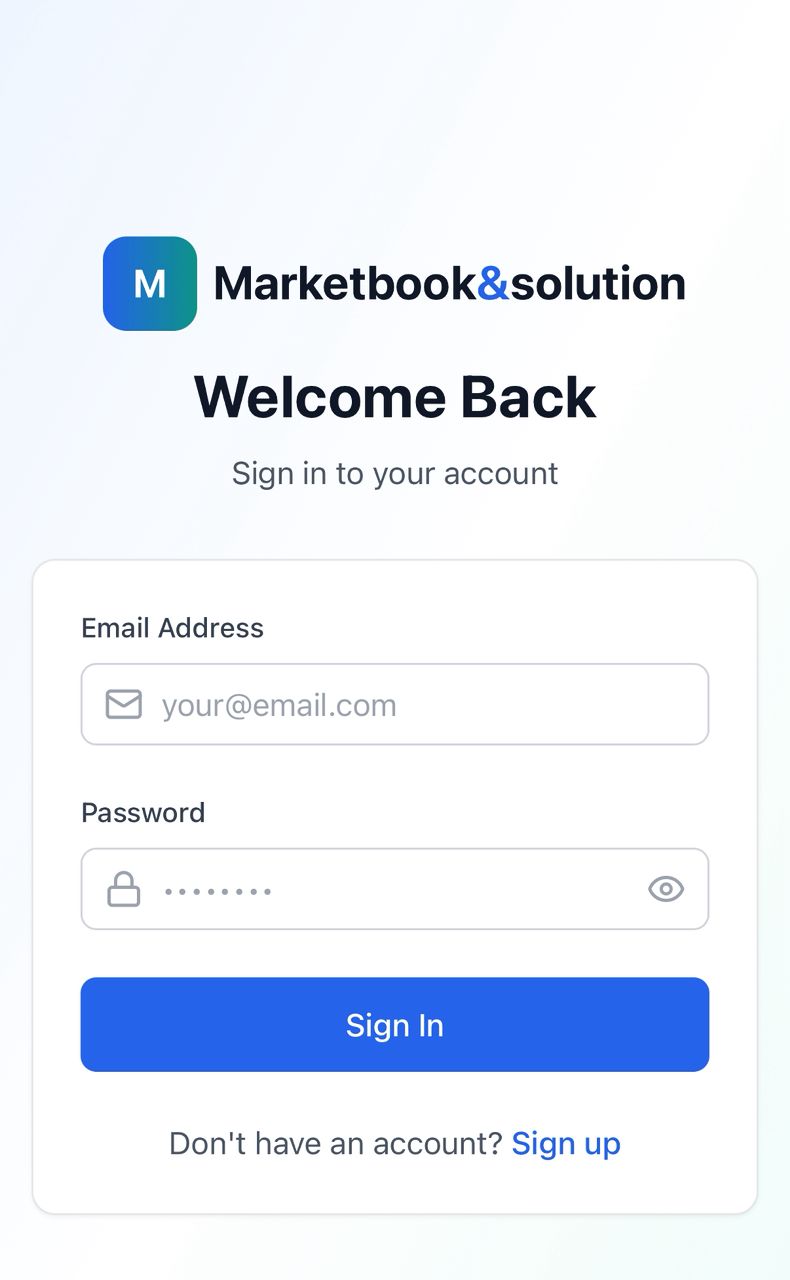 M
Marketbook&solution
Welcome Back
Sign in to your account
Email Address
your@email.com
Password
••••••••
Sign In
Don't have an account? Sign up